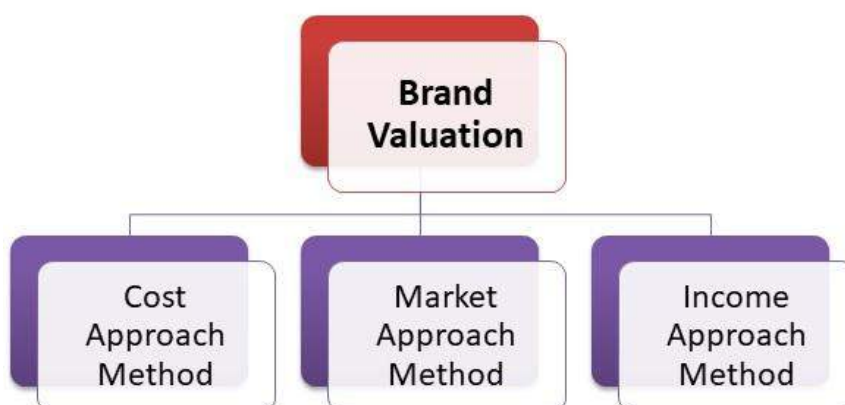 Brand
Valuation
Cost
Approach
Method
Market
Approach
Method
Income
Approach
Method